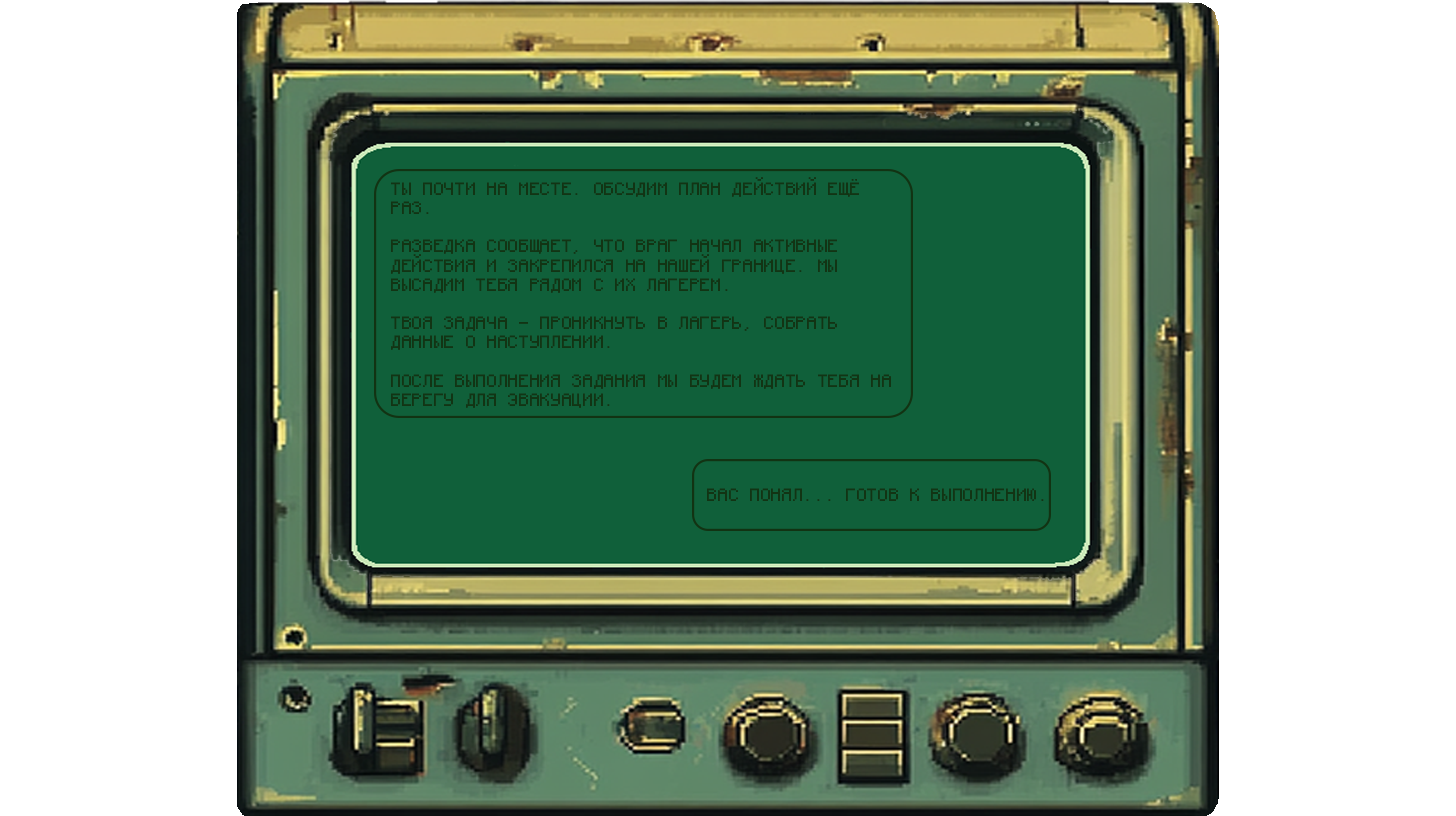 ТЫ ПОЧТИ НА МЕСТЕ. ОБСУДИМ ПЛАН ДЕЙСТВИЙ ЕЩЁ
РАЗ.
РАЗВЕДКА СООБЩАЕТ, ЧТО ВРАГ НАЧАЛ АКТИВНЫЕ
ДЕЙСТВИЯ И ЗАКРЕПИЛСЯ НА НАШЕЙ ГРАНИЦЕ. МЫ
ВЫСАДИМ ТЕБЯ РЯДОМ С ИХ ЛАГЕРЕМ.
ТВОЯ ЗАДАЧА – ПРОНИКНУТЬ В ЛАГЕРЬ, СОБРАТЬ
ДАННЫЕ О НАСТУПЛЕНИИ.
ПОСЛЕ ВЫПОЛНЕНИЯ ЗАДАНИЯ МЫ БУДЕМ ЖДАТЬ ТЕБЯ НА
БЕРЕГУ ДЛЯ ЭВАКУАЦИИ.
ВАС ПОНЯЛ... ГОТОВ К ВЫПОЛНЕНИЮ.